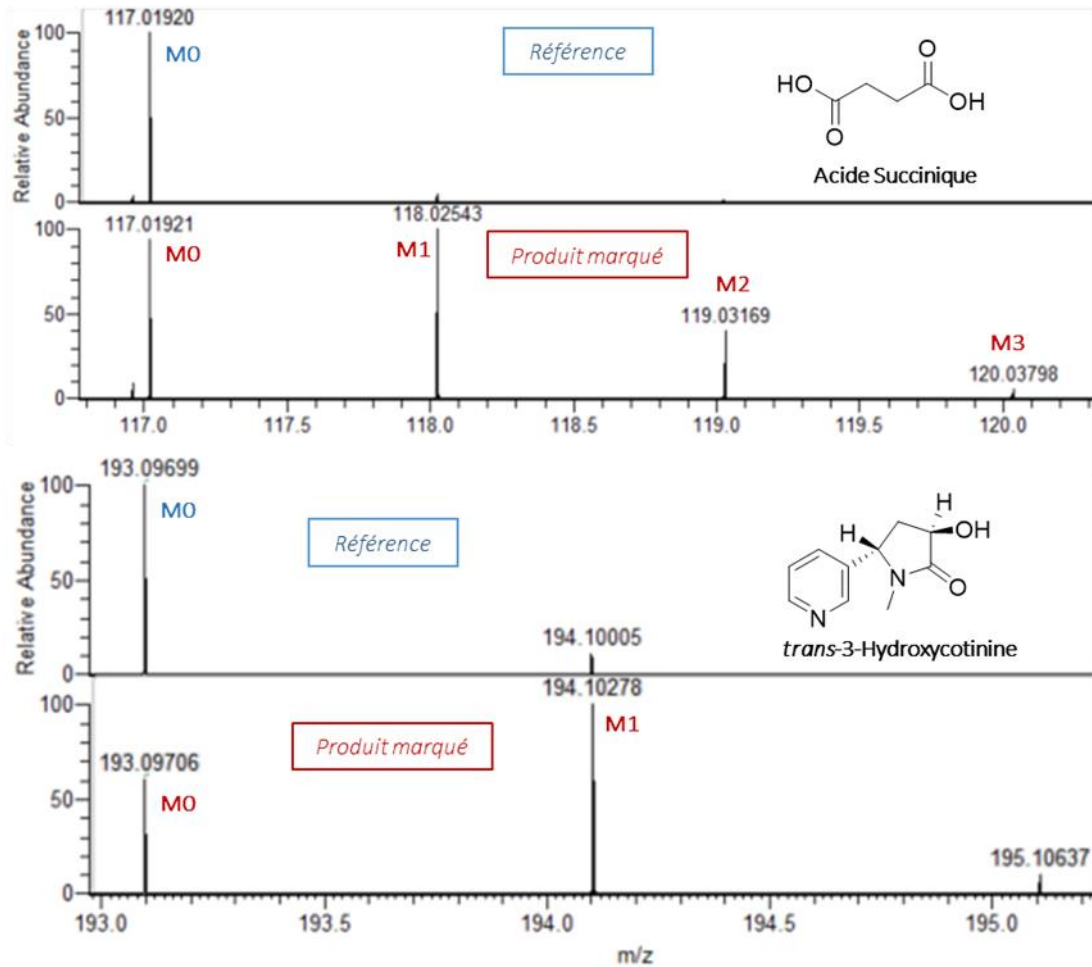 117.01920
M0
Référence
Relative Abundance
100
50
0
HO
O
O
OH
Acide Succinique
118.02543
117.01921
M0
M1
Produit marqué
M2
119.03169
M3
120.03798
100
50
0
117.0 117.5 118.0 118.5 119.0 119.5 120.0
193.09699
M0
Référence
Relative Abundance
100
50
0
194.10005
H
H
OH
N
O
N
trans-3-Hydroxycotinine
194.10278
M1
Produit marqué
193.09706
M0
195.10637
100
50
0
193.0 193.5 194.0 194.5 195.0
m/z